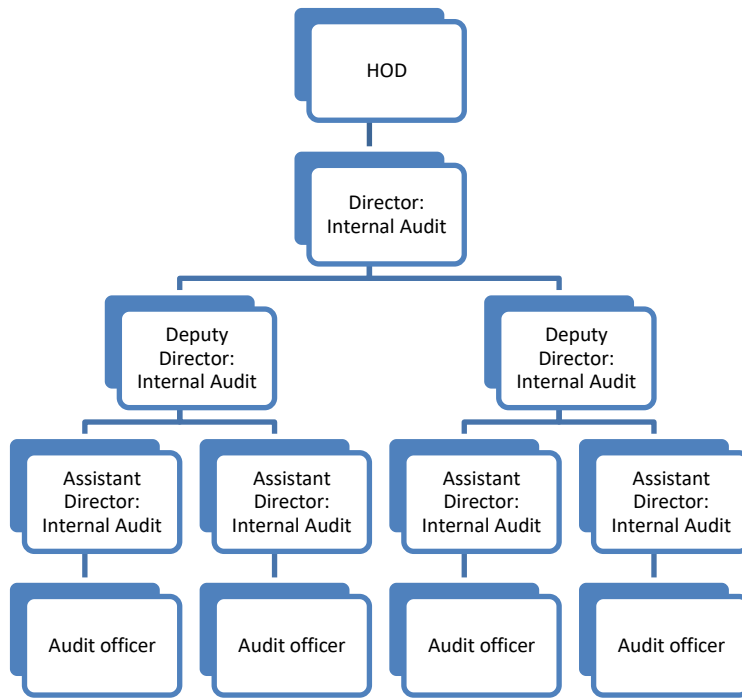 HOD
Director:
Internal Audit
Deputy
Director:
Internal Audit
Deputy
Director:
Internal Audit
Assistant
Director:
Internal Audit
Assistant
Director:
Internal Audit
Assistant
Director:
Internal Audit
Assistant
Director:
Internal Audit
Audit officer
Audit officer
Audit officer
Audit officer